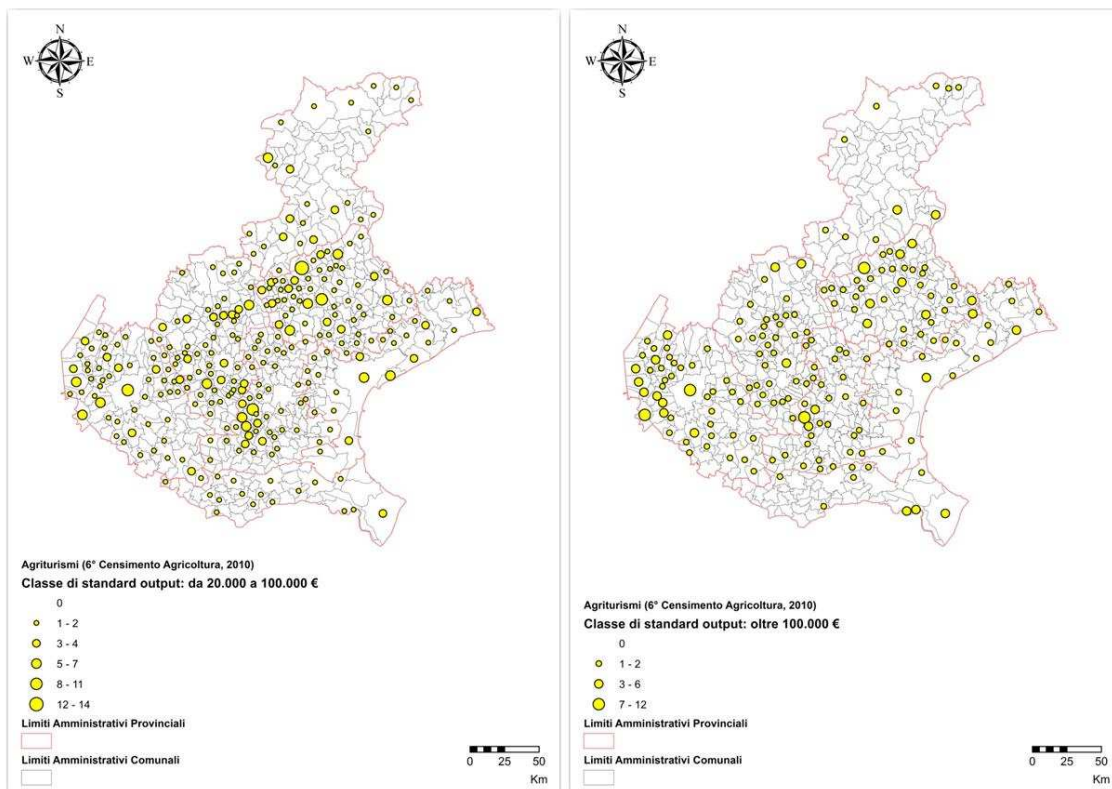 N
W E
S
Agriturismi (6° Censimento Agricoltura, 2010)
Classe di standard output: da 20.000 a 100.000 €
0
1 - 2
3 - 4
5 - 7
8 - 11
12 - 14
Limiti Amministrativi Provinciali
Limiti Amministrativi Comunali
0 25 50
Km
N
W E
S
Agriturismi (6° Censimento Agricoltura, 2010)
Classe di standard output: oltre 100.000 €
0
1 - 2
3 - 6
7 - 12
Limiti Amministrativi Provinciali
Limiti Amministrativi Comunali
0 25 50
Km